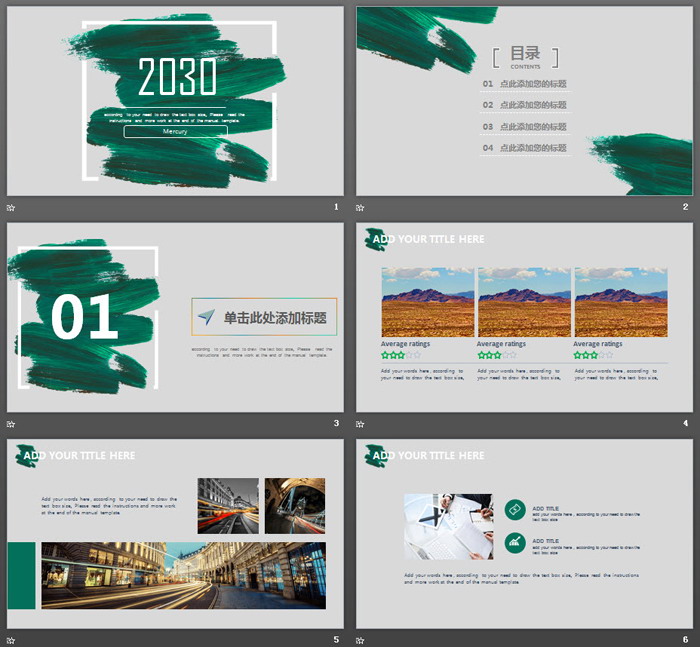 2030
according to your need to draw the text box size, Please read the
instructions and more work at the end of the manual template.
Mercury
1
目录
CONTENTS
01 点此添加您的标题
02 点此添加您的标题
03 点此添加您的标题
04 点此添加您的标题
2
01
单击此处添加标题
according to your need to draw the text box size, Please read the
instructions and more work at the end of the manual template.
3
ADD YOUR TITLE HERE
Average ratings
Add your words here , according to
your need to draw the text box size,
Average ratings
Add your words here , according to
your need to draw the text box size,
Average ratings
Add your words here , according to
your need to draw the text box size,
4
ADD YOUR TITLE HERE
Add your words here , according to your need to draw the
text box size, Please read the instructions and more work
at the end of the manual template
5
ADD YOUR TITLE HERE
ADD TITLE
add your words here , according to your need to draw the
text box size
ADD TITLE
add your words here , according to your need to draw the
text box size
Add your words here , according to your need to draw the text box size, Please read the instructions
and more work at the end of the manual template
6